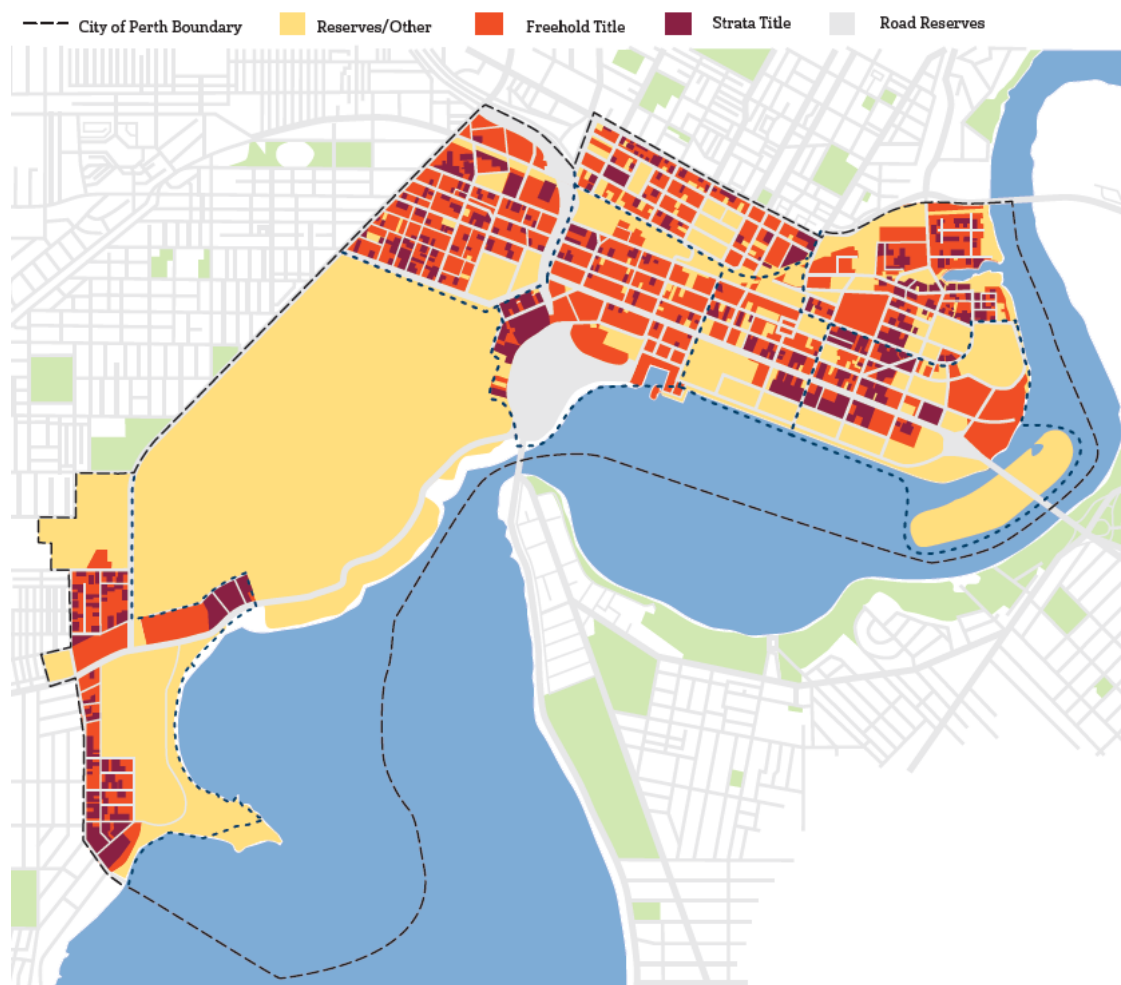 City of Perth Boundary
Reserves/Other
Freehold Title
Strata Title
Road Reserves